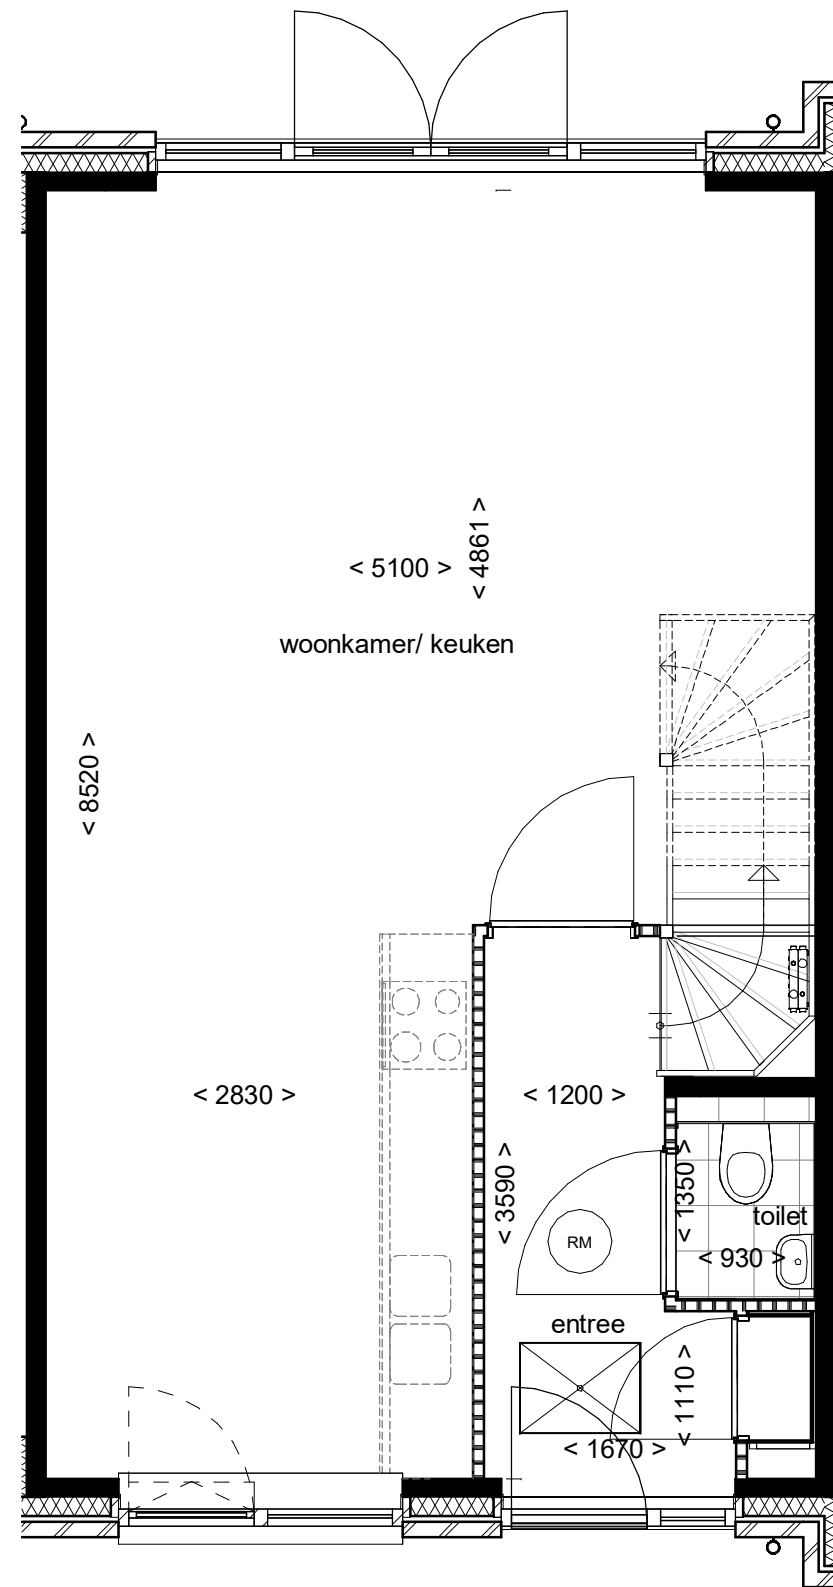 < 4861 >
< 5100 >
woonkamer/ keuken
< 8520 >
< 2830 >
< 1200 >
< 3590 >
< 1350 >
toilet
RM
< 930 >
entree
< 1110 >
< 1670 >